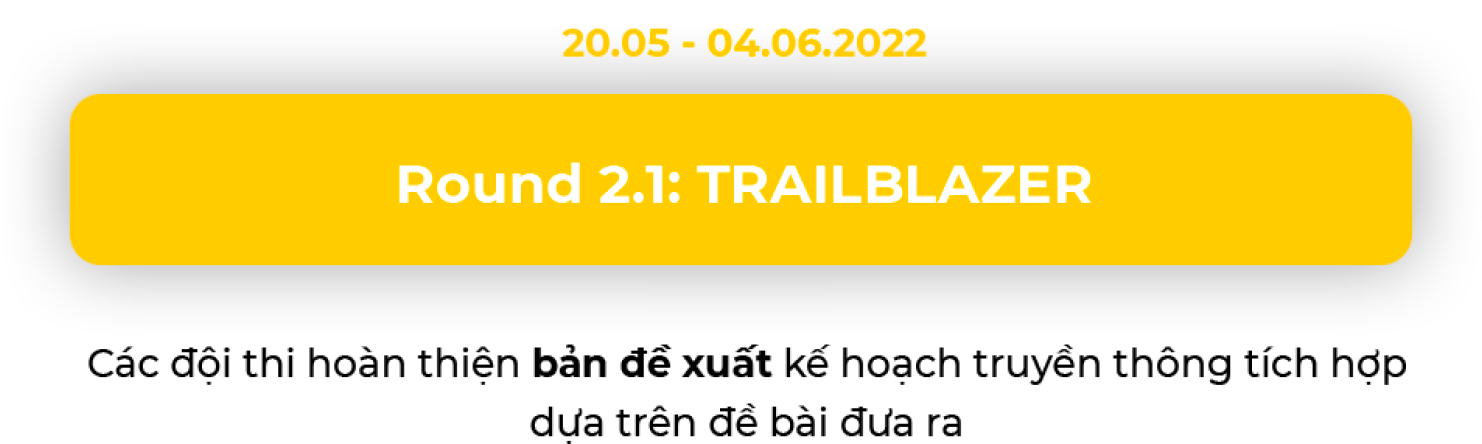 20.05 - 04.06.2022
Round 2.1: TRAILBLAZER
Các đội thi hoàn thiện bản đề xuất kế hoạch truyền thông tích hợp
dựa trên đề bài đưa ra